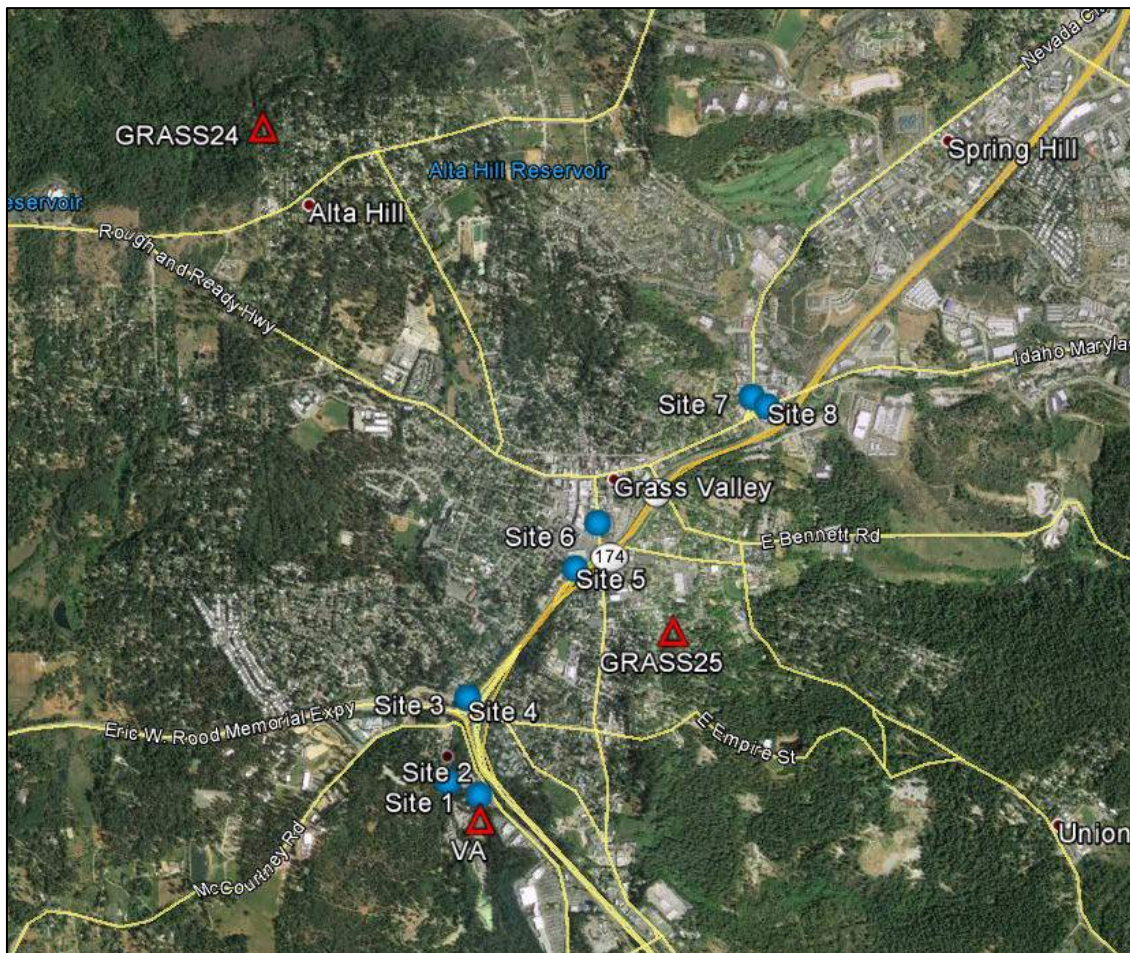 Nevada Ci
GRASS24
Spring Hill
Alta Hill Reservoir
eservoir
Alta Hill
Rough and Ready Hwy
Idaho Maryla
Site 7
Site 8
Grass Valley
Site 6
E Bennett Rd
174
Site 5
GRASS25
Site 3
Site 4
Eric W. Rood Memorial Expy
E Empire St
Site 2
Site 1
Union
VA
McCourtney Rd